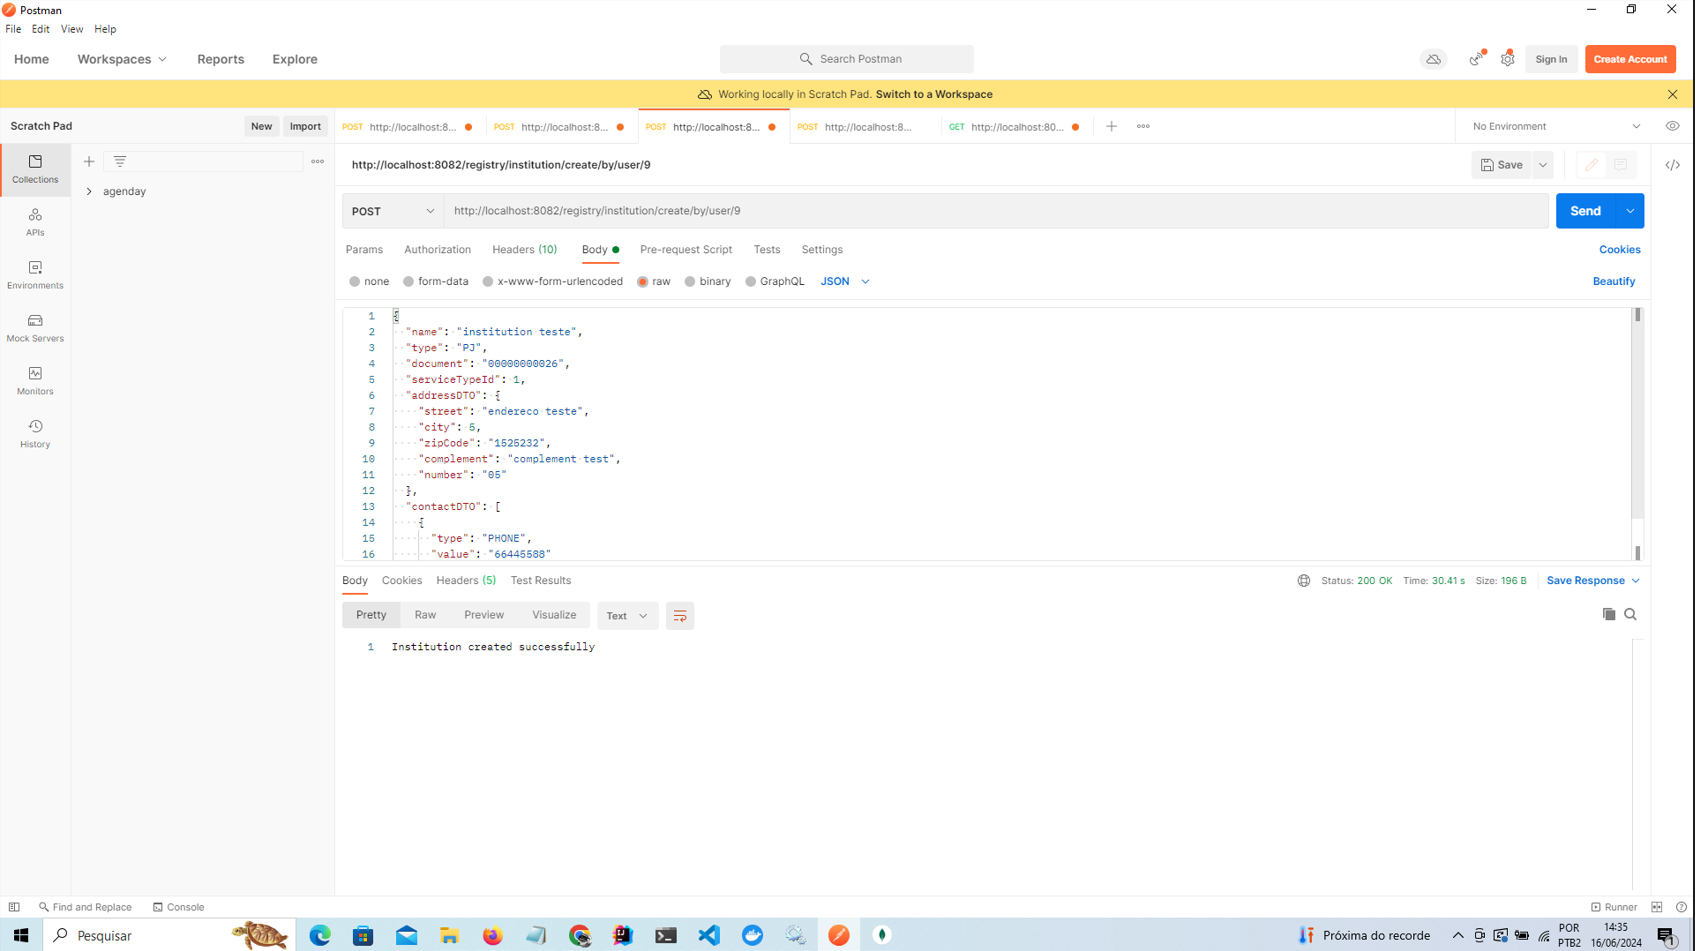 Postman
File Edit View Help
Home Workspaces Reports Explore Search Postman Sign In Create Account
Working locally in Scratch Pad. Switch to a Workspace
Scratch Pad New Import POST http://localhost:8... POST http://localhost:8... POST http://localhost:8... POST http://localhost:8... GET http://localhost:80... No Environment
Collections
agenday
APIs
Environments
Mock Servers
Monitors
History
http://localhost:8082/registry/institution/create/by/user/9 Save
POST http://localhost:8082/registry/institution/create/by/user/9 Send
Params Authorization Headers (10) Body Pre-request Script Tests Settings Cookies
none form-data x-www-form-urlencoded raw binary GraphQL JSON Beautify
1 {
2 "name": "institution teste",
3 "type": "PJ",
4 "document": "00000000026",
5 "serviceTypeId": 1,
6 "addressDTO": {
7 "street": "endereco teste",
8 "city": 5,
9 "zipCode": "1525232",
10 "complement": "complement test",
11 "number": "05"
12 },
13 "contactDTO": [
14 {
15 "type": "PHONE",
16 "value": "66445588"
Body Cookies Headers (5) Test Results Status: 200 OK Time: 30.41 s Size: 196 B Save Response
Pretty Raw Preview Visualize Text
1 Institution created successfully
Find and Replace Console Runner
Pesquisar Próxima do recorde POR PTB2 14:35 16/06/2024 1